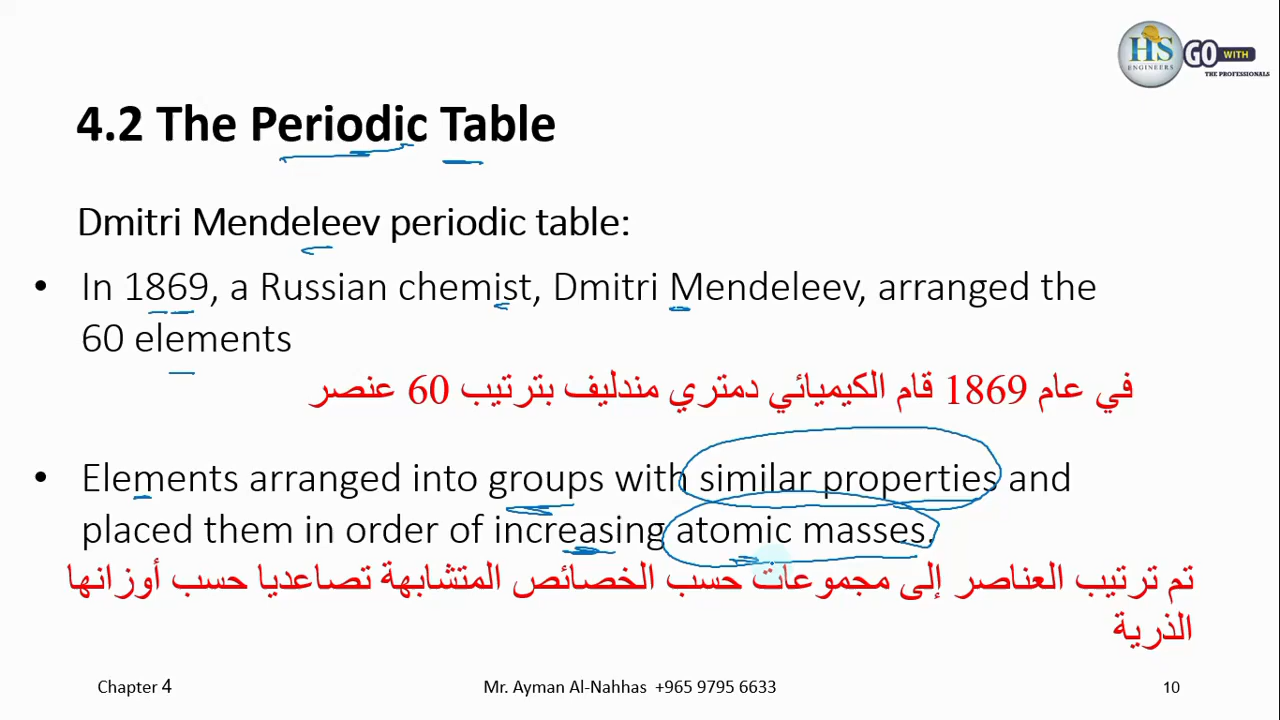 HS
ENGINEERS
GO WITH
THE PROFESSIONALS
4.2 The Periodic Table
Dmitri Mendeleev periodic table:
• In 1869, a Russian chemist, Dmitri Mendeleev, arranged the
60 elements
في عام 1869 قام الكيميائي دمتري مندليف بترتيب 60 عنصر
• Elements arranged into groups with similar properties and
placed them in order of increasing atomic masses.
تم ترتيب العناصر إلى مجموعات حسب الخصائص المتشابهة تصاعديا حسب أوزانها
الذرية
Chapter 4
Mr. Ayman Al-Nahhas +965 9795 6633
10